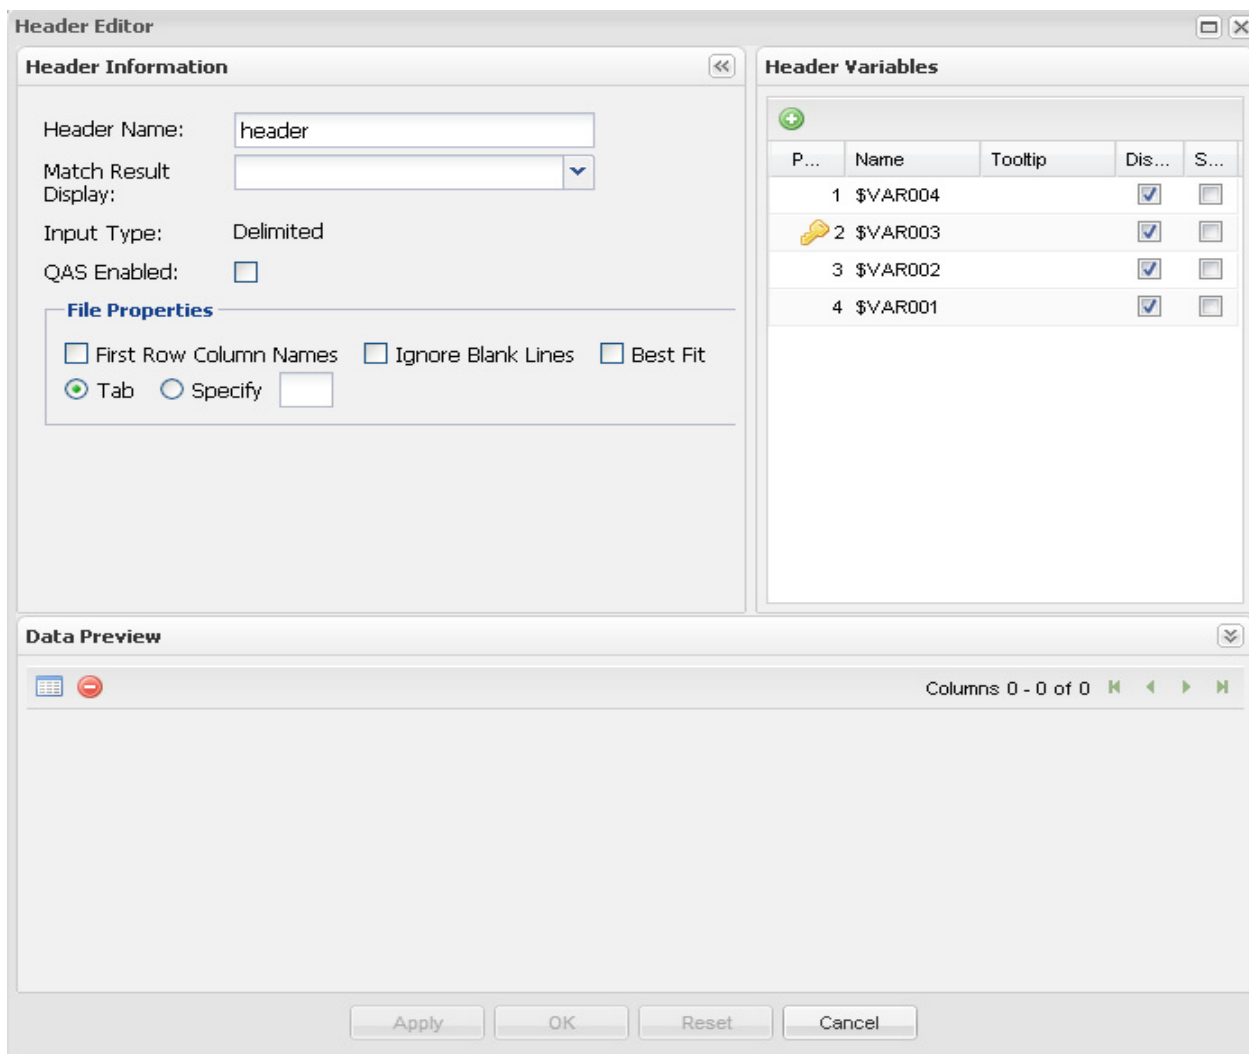 Header Editor
Header Information
Header Name: header
Match Result
Display:
Input Type: Delimited
QAS Enabled:
File Properties
First Row Column Names Ignore Blank Lines Best Fit
Tab Specify
Header Variables
P... Name Tooltip Dis... S...
1 $VAR004
2 $VAR003
3 $VAR002
4 $VAR001
Data Preview
Columns 0 - 0 of 0
Apply OK Reset Cancel